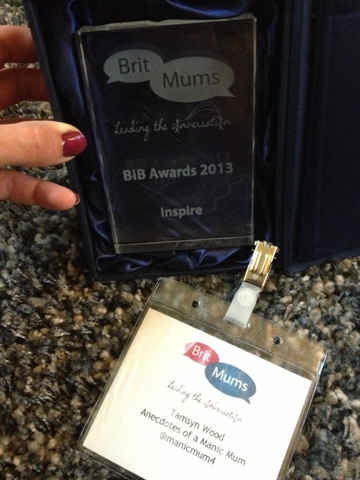 Brit
Mums
Leading the conversation
BiB Awards 2013
Inspire
Brit
Mums
Leading the conversation
Tamsyn Wood
Anecdotes of a Manic Mum
@manicmum4